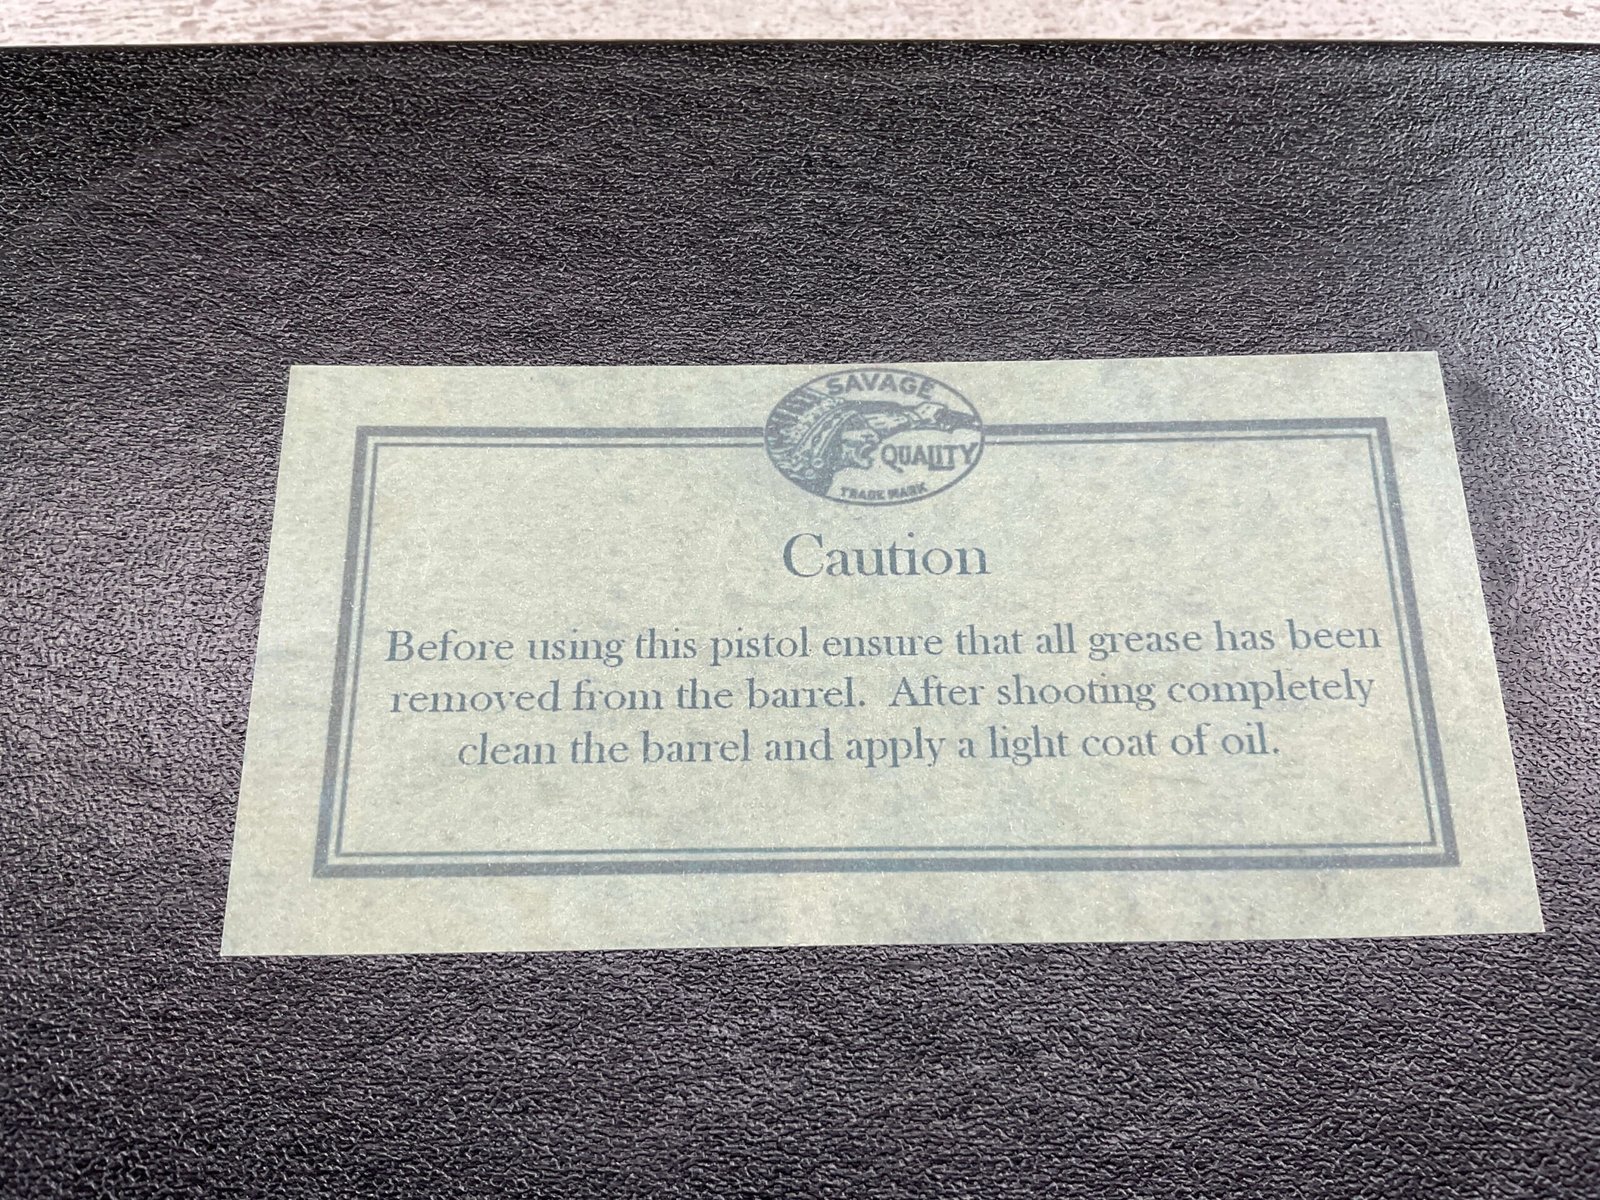 SAVAGE
QUALITY
TRADE MARK
Caution
Before using this pistol ensure that all grease has been
removed from the barrel. After shooting completely
clean the barrel and apply a light coat of oil.